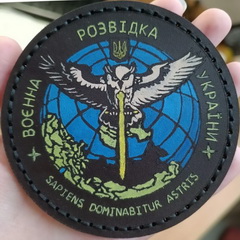 ВОЄННА
РОЗВІДКА
УКРАЇНИ
SAPIENS DOMINABITUR ASTRIS